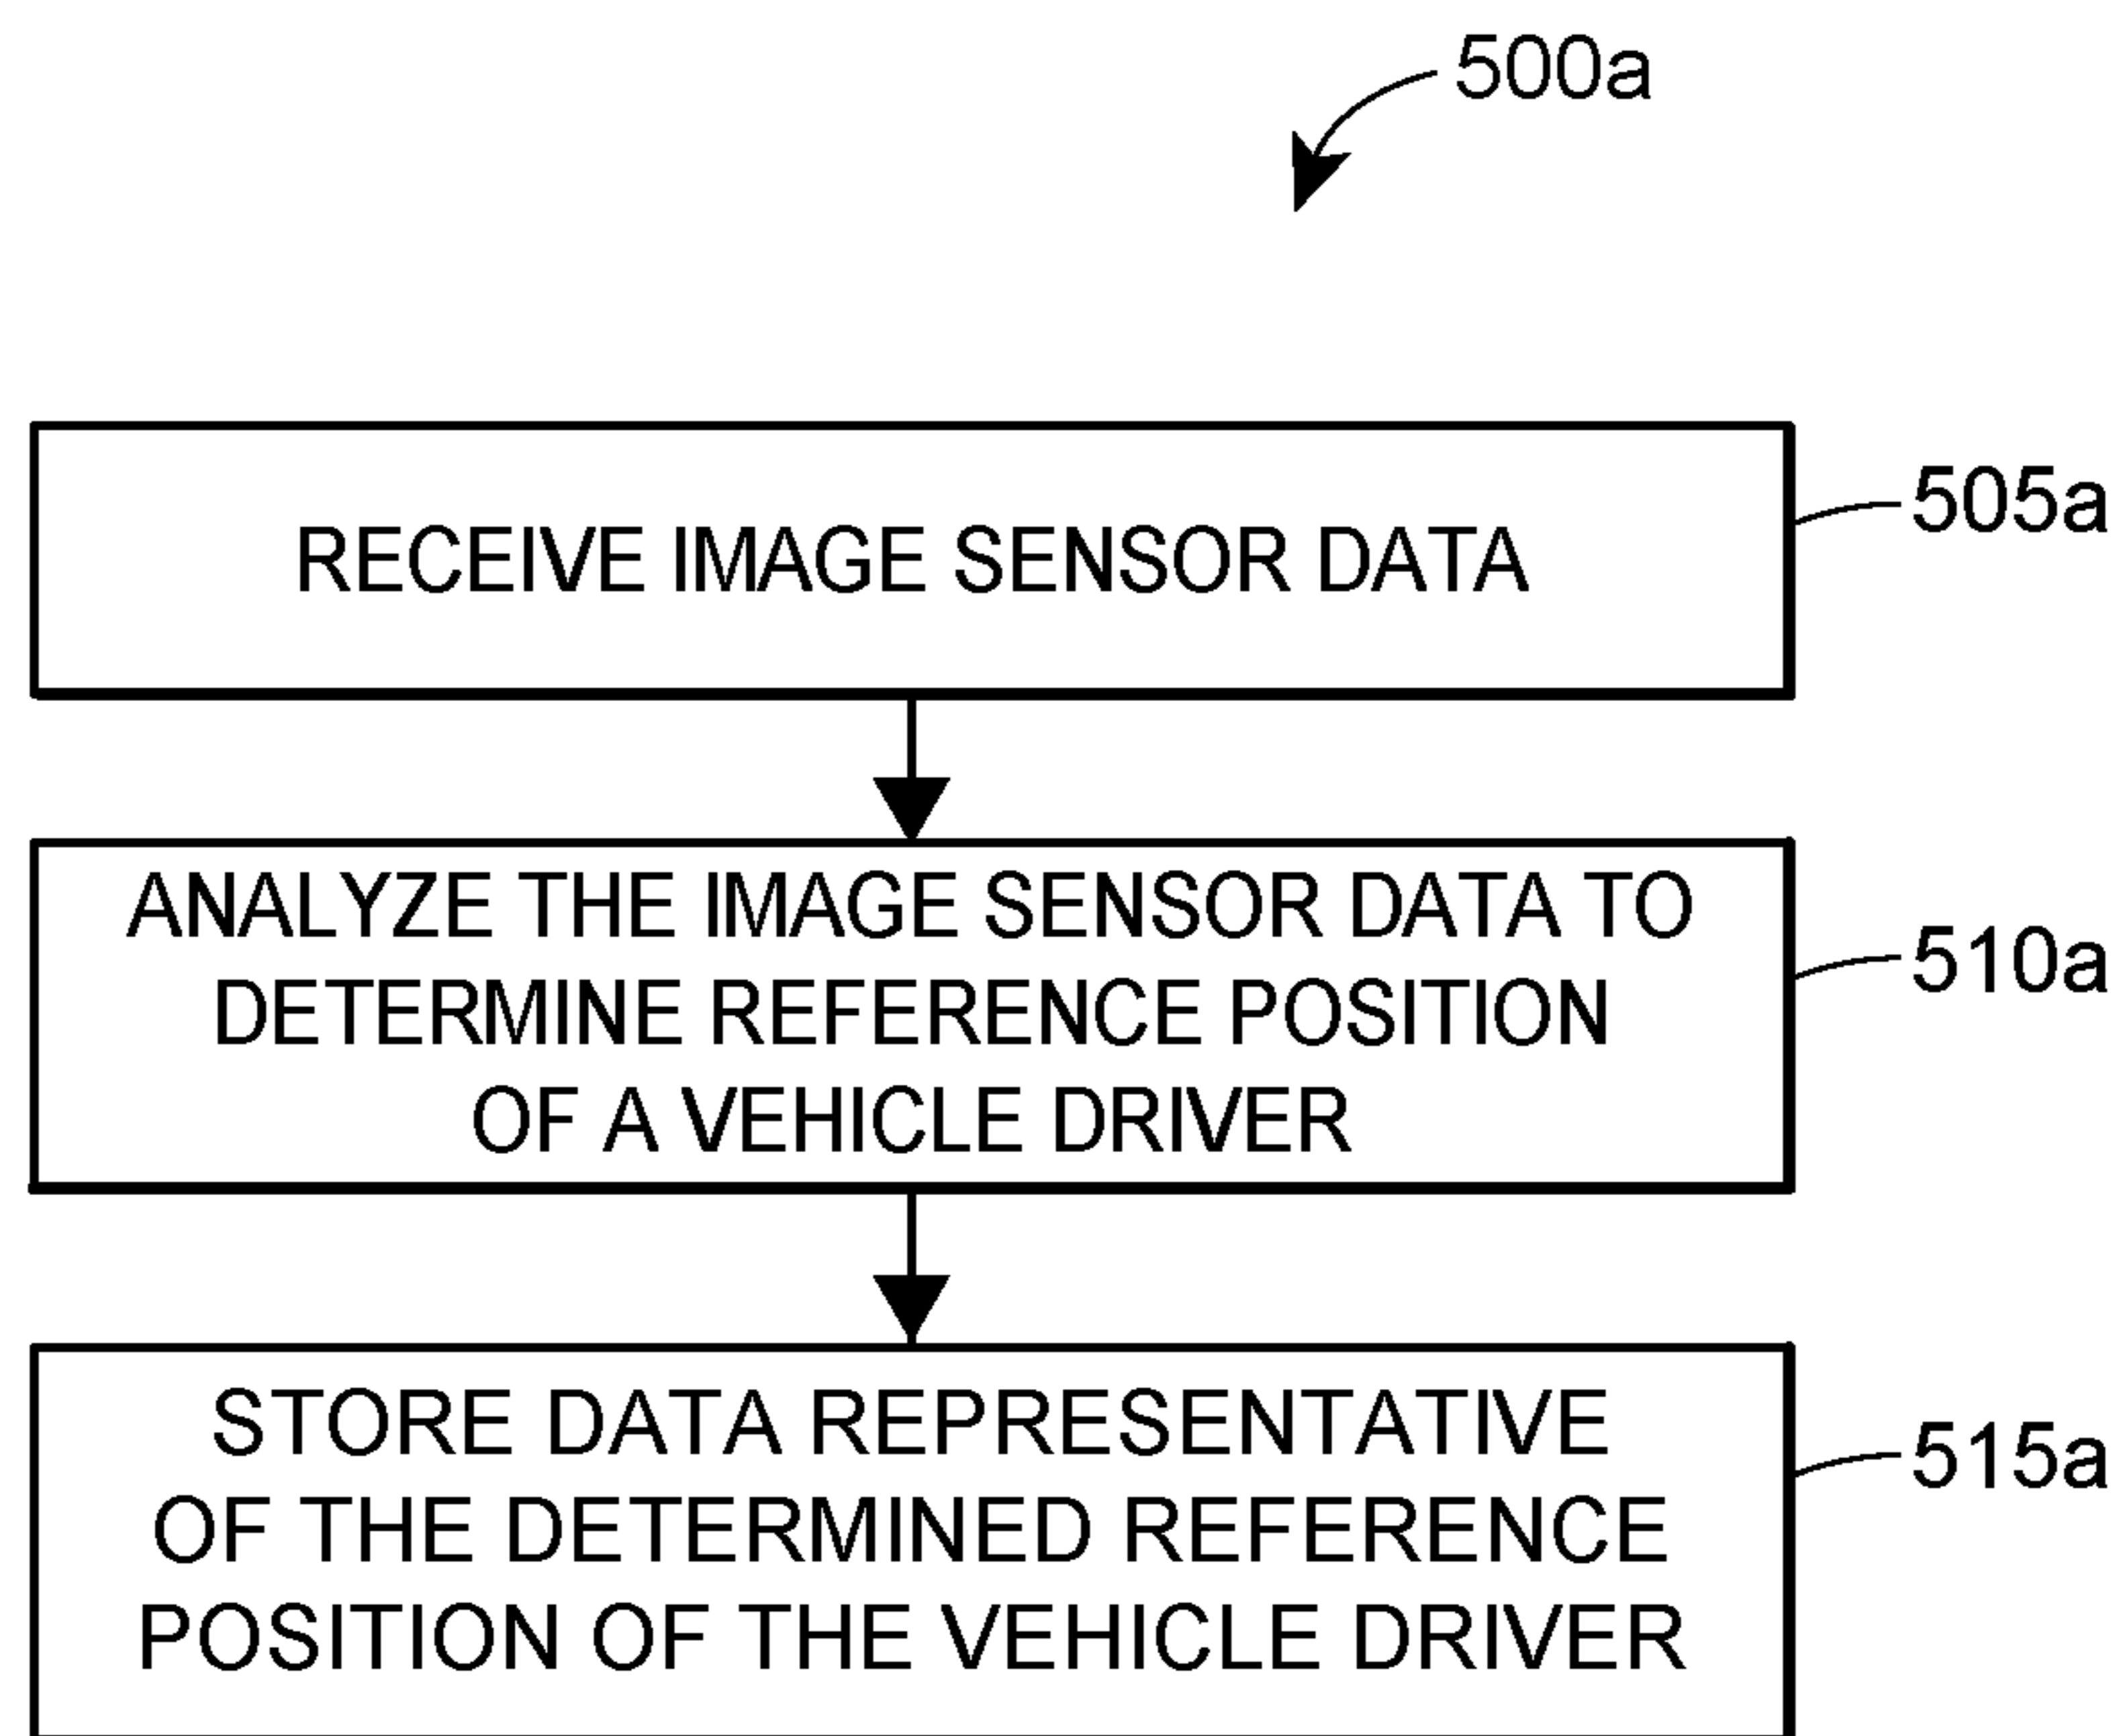 500a
RECEIVE IMAGE SENSOR DATA
505a
ANALYZE THE IMAGE SENSOR DATA TO
DETERMINE REFERENCE POSITION
OF A VEHICLE DRIVER
510a
STORE DATA REPRESENTATIVE
OF THE DETERMINED REFERENCE
POSITION OF THE VEHICLE DRIVER
515a